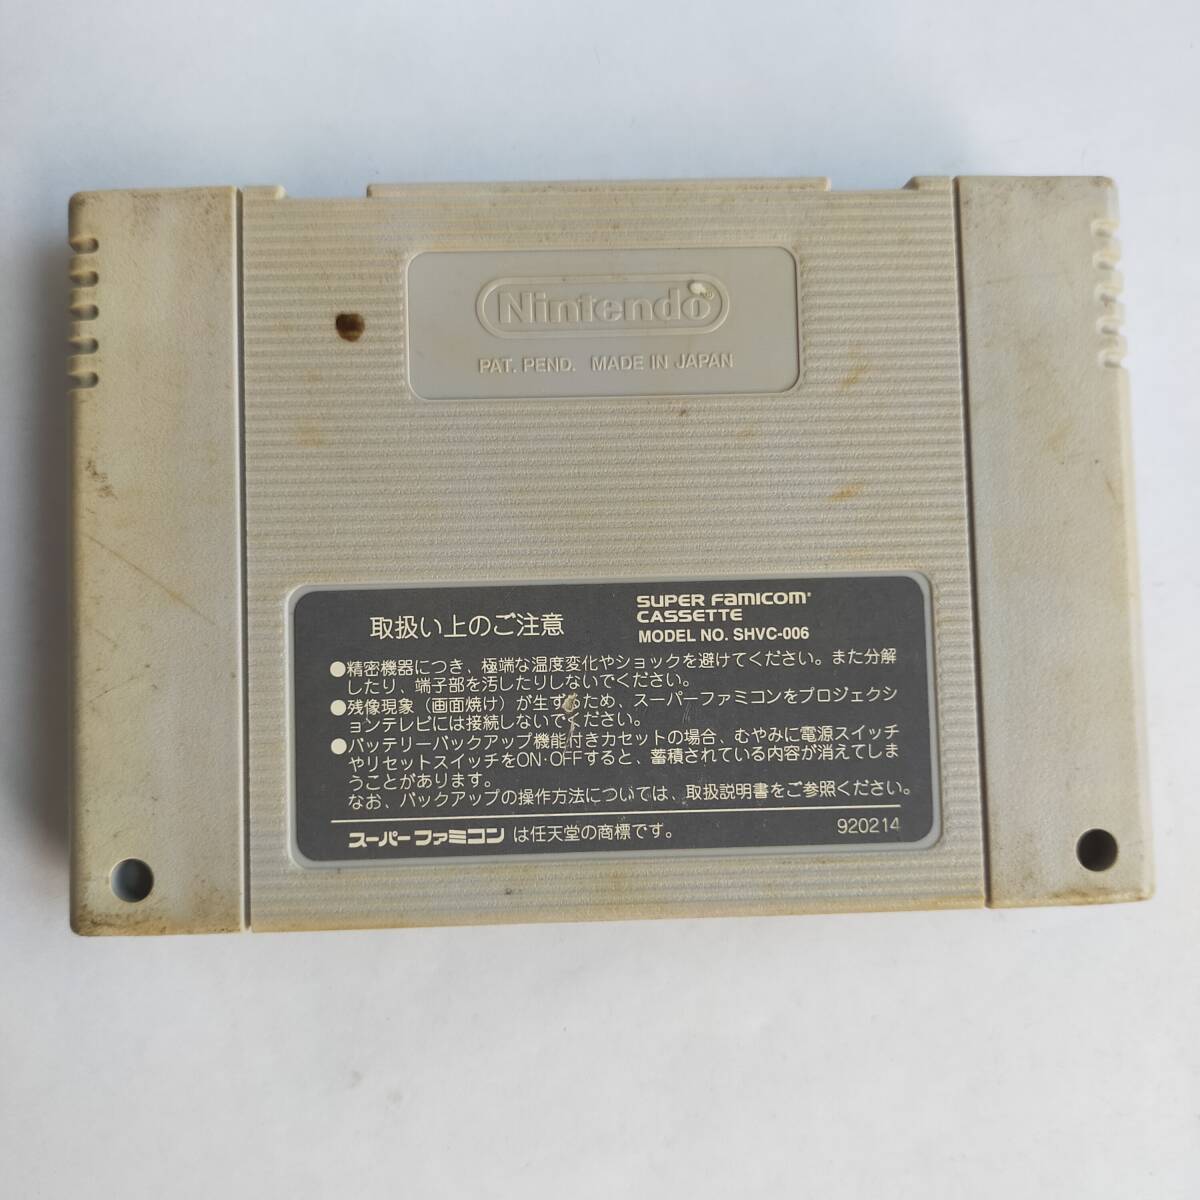 Nintendo
PAT. PEND. MADE IN JAPAN
取扱い上のご注意
SUPER FAMICOM
CASSETTE
MODEL NO. SHVC-006
●精密機器につき、極端な温度変化やショックを避けてください。また分解
したり、端子部を汚したりしないでください。
●残像現象（画面焼け）が生ずるため、スーパーファミコンをプロジェクシ
ョンテレビには接続しないでください。
●バッテリーバックアップ機能付きカセットの場合、むやみに電源スイッチ
やリセットスイッチをON・OFFすると、蓄積されている内容が消えてしま
うことがあります。
なお、バックアップの操作方法については、取扱説明書をご参照ください。
スーパーファミコン は任天堂の商標です。
920214